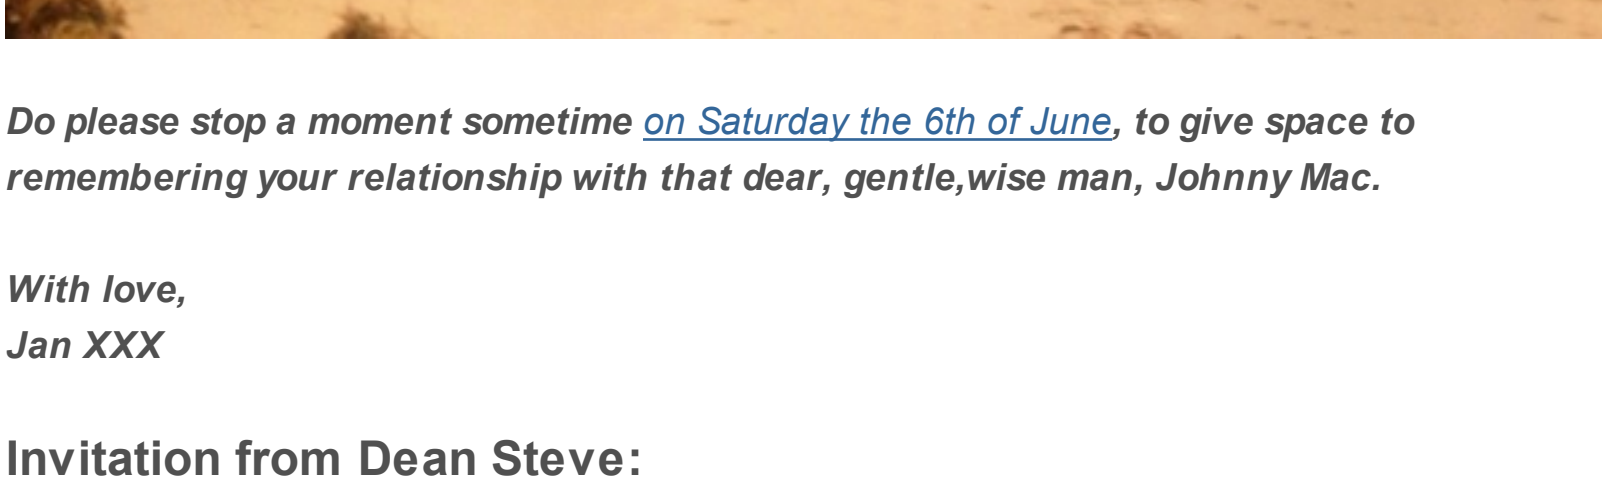 Do please stop a moment sometime on Saturday the 6th of June, to give space to
remembering your relationship with that dear, gentle,wise man, Johnny Mac.
With love,
Jan XXX
Invitation from Dean Steve: